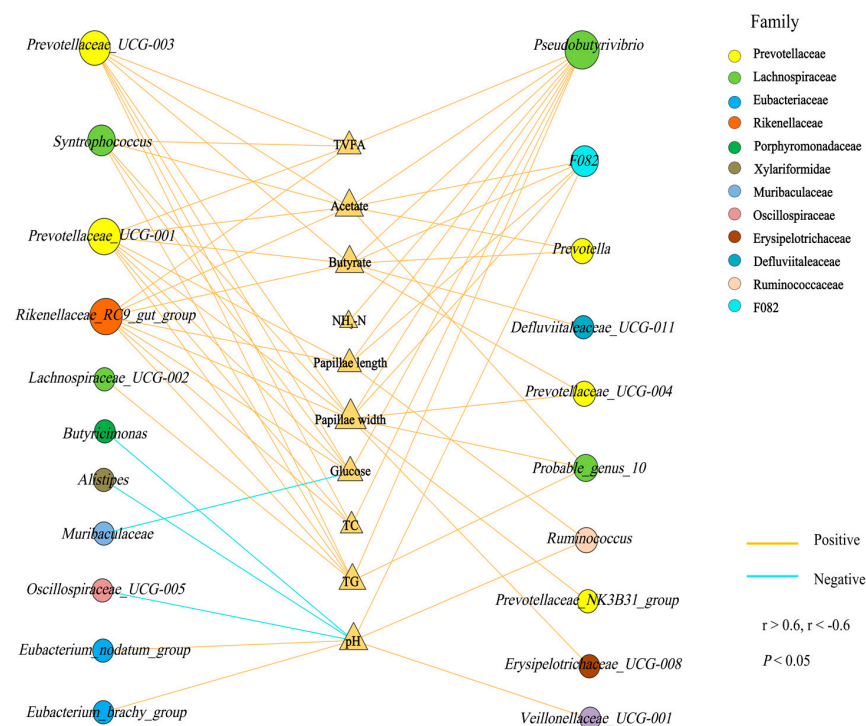 Prevotellaceae_UCG-003
Syntrophococcus
Prevotellaceae_UCG-001
Rikenellaceae_RC9_gut_group
Lachnospiraceae_UCG-002
Butyricimonas
Alistipes
Muribaculaceae
Oscillospiraceae_UCG-005
Eubacterium_nodatum_group
Eubacterium_brachy_group
TVFA
Acetate
Butyrate
NH3-N
Papillae length
Papillae width
Glucose
TC
TG
pH
Pseudobutyrivibrio
F082
Prevotella
Defluviitaleaceae_UCG-011
Prevotellaceae_UCG-004
Probable_genus_10
Ruminococcus
Prevotellaceae_NK3B31_group
Erysipelotrichaceae_UCG-008
Veillonellaceae_UCG-001
Family
Prevotellaceae
Lachnospiraceae
Eubacteriaceae
Rikenellaceae
Porphyromonadaceae
Xylariformidae
Muribaculaceae
Oscillospiraceae
Erysipelotrichaceae
Defluviitaleaceae
Ruminococcaceae
F082
Positive
Negative
r > 0.6, r < -0.6
P < 0.05